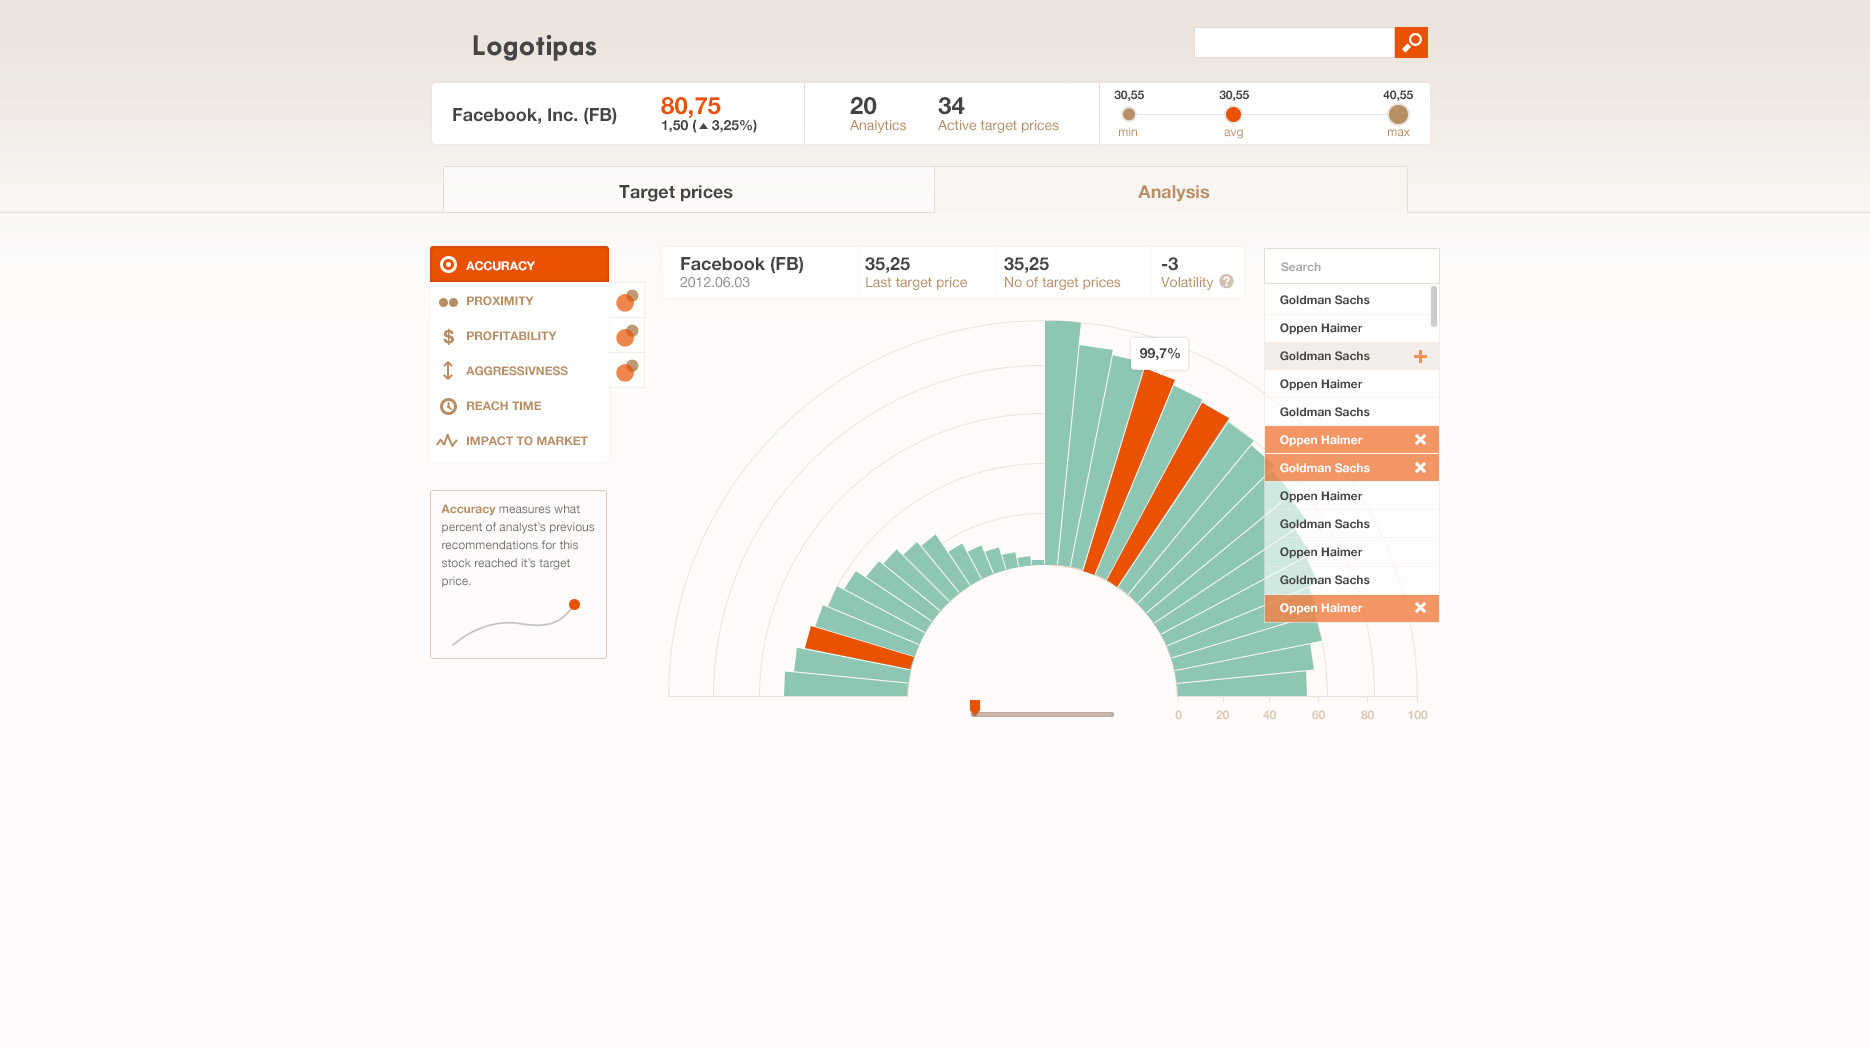 Logotipas
Facebook, Inc. (FB)
80,75
1,50 (▲ 3,25%)
20
Analytics
34
Active target prices
30,55
min
30,55
avg
40,55
max
Target prices
Analysis
ACCURACY
PROXIMITY
PROFITABILITY
AGGRESSIVNESS
REACH TIME
IMPACT TO MARKET
Accuracy measures what
percent of analyst's previous
recommendations for this
stock reached it's target
price.
Facebook (FB)
2012.06.03
35,25
Last target price
35,25
No of target prices
-3
Volatility ?
99,7%
0 20 40 60 80 100
Search
Goldman Sachs
Oppen Haimer
Goldman Sachs
Oppen Haimer
Goldman Sachs
Oppen Haimer
Goldman Sachs
Oppen Haimer
Goldman Sachs
Oppen Haimer
Goldman Sachs
Oppen Haimer